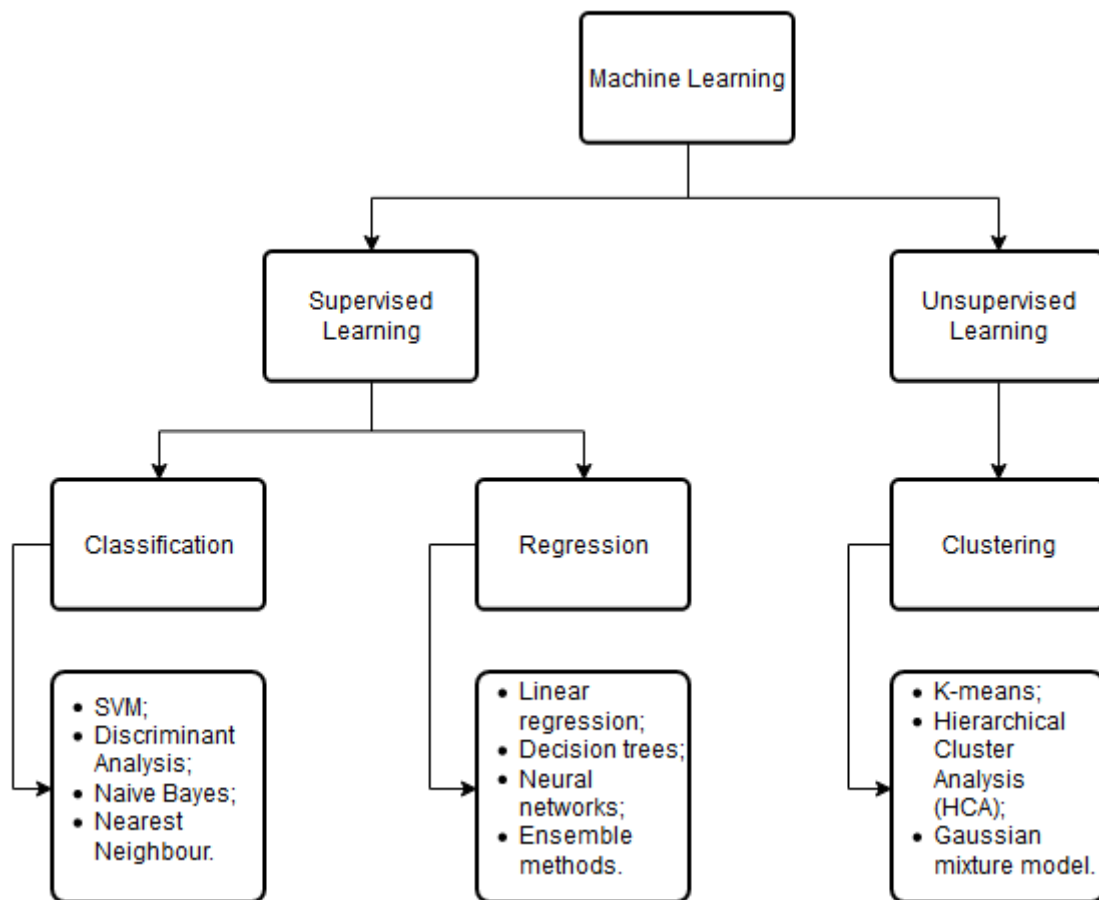 Machine Learning
Supervised
Learning
Unsupervised
Learning
Classification
Regression
Clustering
• SVM;
• Discriminant
Analysis;
• Naive Bayes;
• Nearest
Neighbour.
• Linear
regression;
• Decision trees;
• Neural
networks;
• Ensemble
methods.
• K-means;
• Hierarchical
Cluster
Analysis
(HCA);
• Gaussian
mixture model.